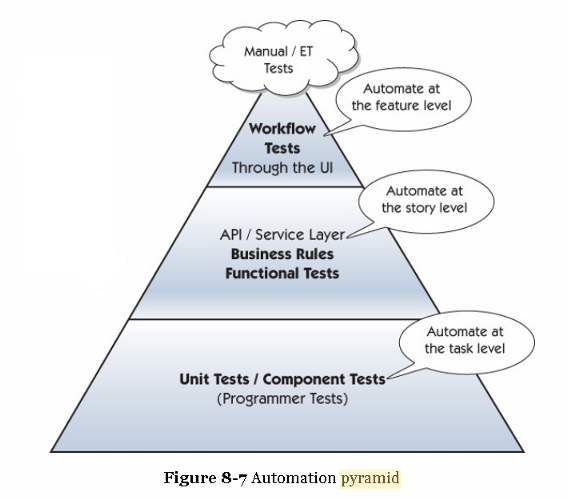 Manual / ET
Tests
Automate at
the feature level
Workflow
Tests
Through the UI
Automate at
the story level
API / Service Layer
Business Rules
Functional Tests
Automate at
the task level
Unit Tests / Component Tests
(Programmer Tests)
Figure 8-7 Automation pyramid